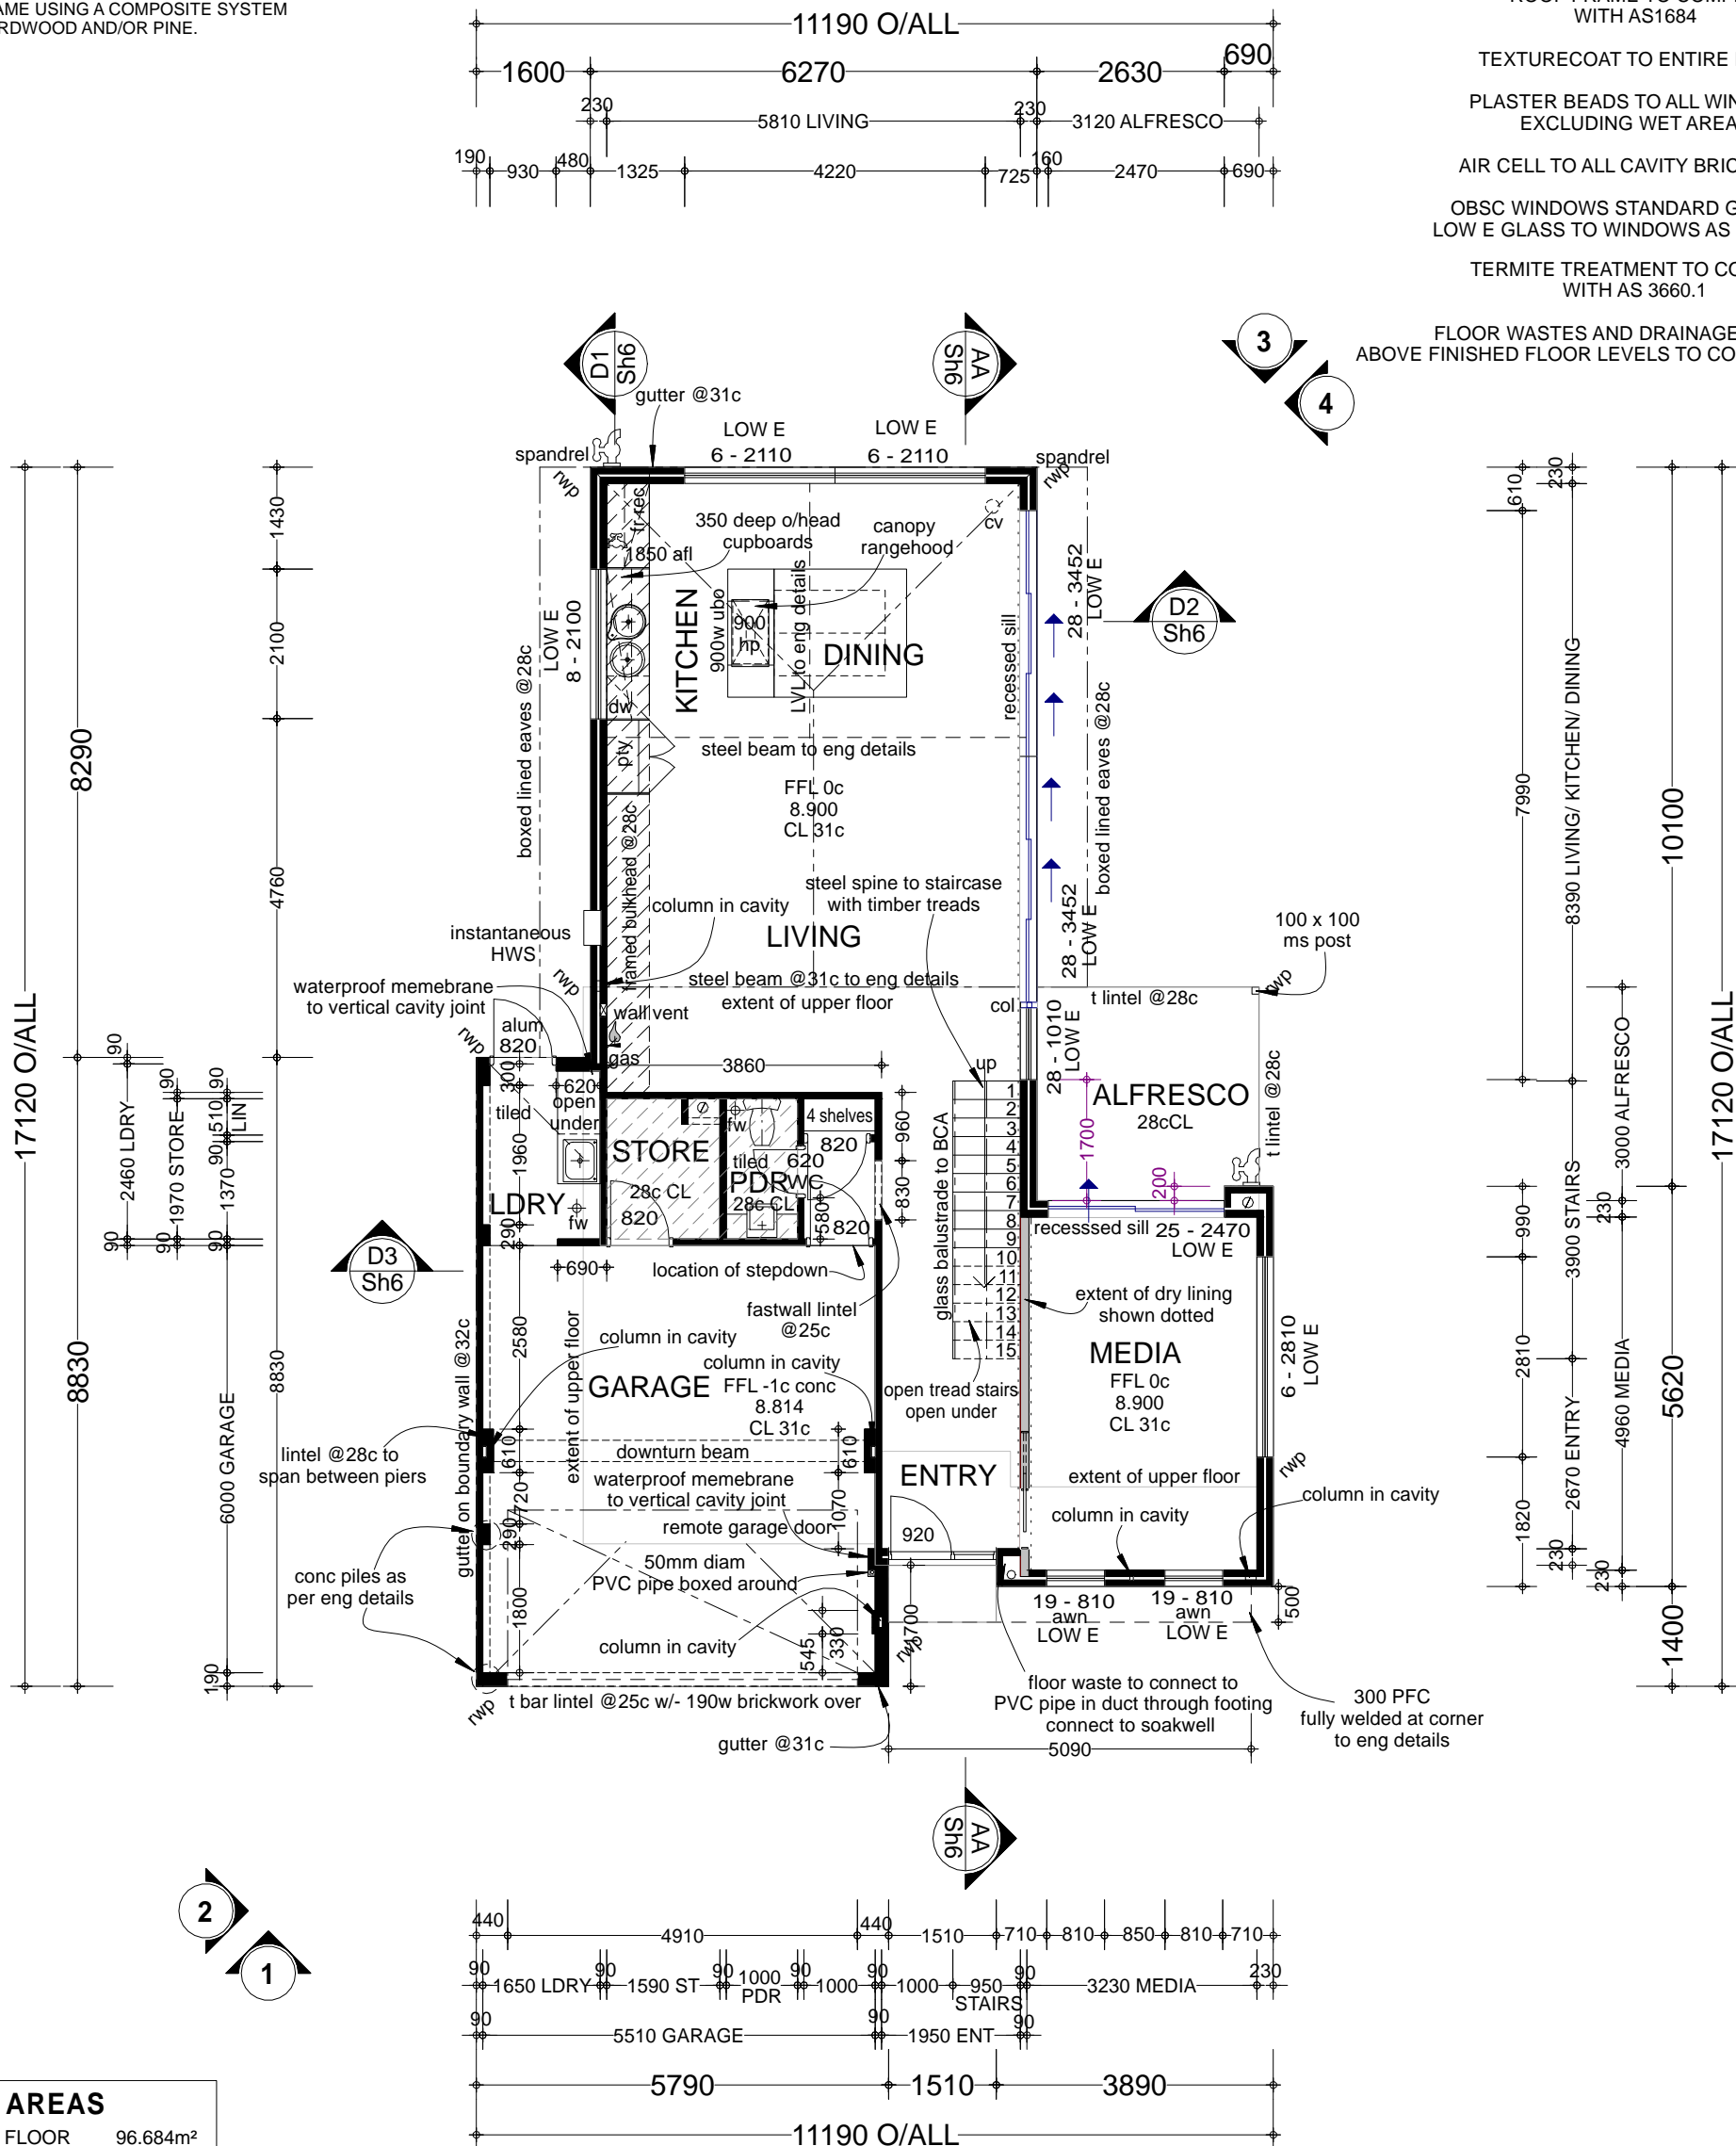 AME USING A COMPOSITE SYSTEM
RDWOOD AND/OR PINE.
WITH AS1684
TEXTURECOAT TO ENTIRE
PLASTER BEADS TO ALL WIN
EXCLUDING WET AREA
AIR CELL TO ALL CAVITY BRIC
OBSC WINDOWS STANDARD G
LOW E GLASS TO WINDOWS AS
TERMITE TREATMENT TO CO
WITH AS 3660.1
FLOOR WASTES AND DRAINAGE
ABOVE FINISHED FLOOR LEVELS TO CO
11190 O/ALL
1600 6270 2630 690
230 5810 LIVING 230 3120 ALFRESCO
190 930 480 1325 4220 725 160 2470 690
D1
Sh6
AA
Sh6
3
4
gutter @31c
LOW E
6 - 2110
LOW E
6 - 2110
spandrel
rwp
spandrel
rwp
fr rec
350 deep o/head
cupboards
1850 afl
canopy
rangehood
cv
28 - 3452
LOW E
D2
Sh6
boxed lined eaves @28c
LOW E
8 - 2100
KITCHEN
900w ubo
900
hp
LVL to eng details
DINING
recessed sill
dw
pty
steel beam to eng details
boxed lined eaves @28c
FFL 0c
8.900
CL 31c
framed bulkhead @28c
steel spine to staircase
with timber treads
column in cavity
LIVING
instantaneous
HWS
28 - 3452
LOW E
100 x 100
ms post
rwp
steel beam @31c to eng details
extent of upper floor
waterproof memebrane
to vertical cavity joint
rwp
t lintel @28c
col
wall vent
alum
820
rwp
gas
3860
up
28 - 1010
LOW E
ALFRESCO
28cCL
t lintel @28c
1700
200
300
620
open
under
tiled
1960
STORE
28c CL
820
LDRY
fw
290
fw
tiled
PDR
28c CL
620
WC
4 shelves
820
580
820
960
830
1
2
3
4
5
6
7
8
9
10
11
12
13
14
15
glass balustrade to BCA
recesssed sill
25 - 2470
LOW E
D3
Sh6
690
location of stepdown
fastwall lintel
@25c
extent of dry lining
shown dotted
2580
extent of upper floor
column in cavity
column in cavity
GARAGE
FFL -1c conc
8.814
CL 31c
MEDIA
FFL 0c
8.900
CL 31c
6 - 2810
LOW E
open tread stairs
open under
gutter on boundary wall @32c
lintel @28c to
span between piers
610
downturn beam
610
ENTRY
extent of upper floor
rwp
column in cavity
column in cavity
waterproof memebrane
to vertical cavity joint
720
1070
remote garage door
920
290
50mm diam
PVC pipe boxed around
conc piles as
per eng details
1800
column in cavity
545
330
1700
rwp
19 - 810
awn
LOW E
19 - 810
awn
LOW E
500
rwp
t bar lintel @25c w/- 190w brickwork over
gutter @31c
floor waste to connect to
PVC pipe in duct through footing
connect to soakwell
300 PFC
fully welded at corner
to eng details
5090
17120 O/ALL
8290
8830
90
2460 LDRY
90
90
1970 STORE
90
90
510
LIN
90
1370
90
6000 GARAGE
190
1430
2100
4760
8830
610
7990
990
2810
1820
230
8390 LIVING/ KITCHEN/ DINING
3900 STAIRS
2670 ENTRY
230
3000 ALFRESCO
230
4960 MEDIA
230
10100
5620
1400
17120 O/ALL
AA
Sh6
2
1
440 4910 440 1510 710 810 850 810 710
90 1650 LDRY 90 1590 ST 90 1000 PDR 90 1000 90 1000 950 STAIRS 90 3230 MEDIA 230
90 5510 GARAGE 90 1950 ENT 90
5790 1510 3890
11190 O/ALL
AREAS
FLOOR 96.684m²